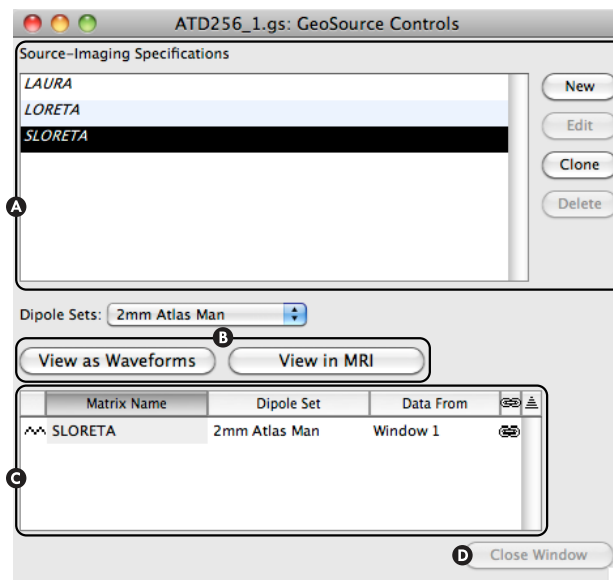 ATD256_1.gs: GeoSource Controls
Source-Imaging Specifications
LAURA
LORETA
SLORETA
New
Edit
Clone
Delete
A
Dipole Sets: 2mm Atlas Man
B
View as Waveforms View in MRI
Matrix Name Dipole Set Data From
SLORETA 2mm Atlas Man Window 1
C
D Close Window